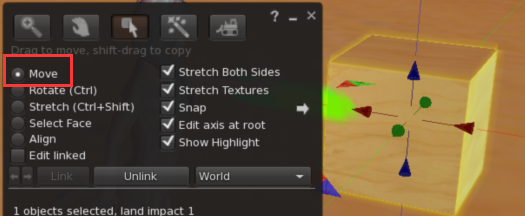 Drag to move, shift-drag to copy
Move
Rotate (Ctrl)
Stretch (Ctrl+Shift)
Select Face
Align
Edit linked
Stretch Both Sides
Stretch Textures
Snap
Edit axis at root
Show Highlight
Link
Unlink
World
1 objects selected, land impact 1